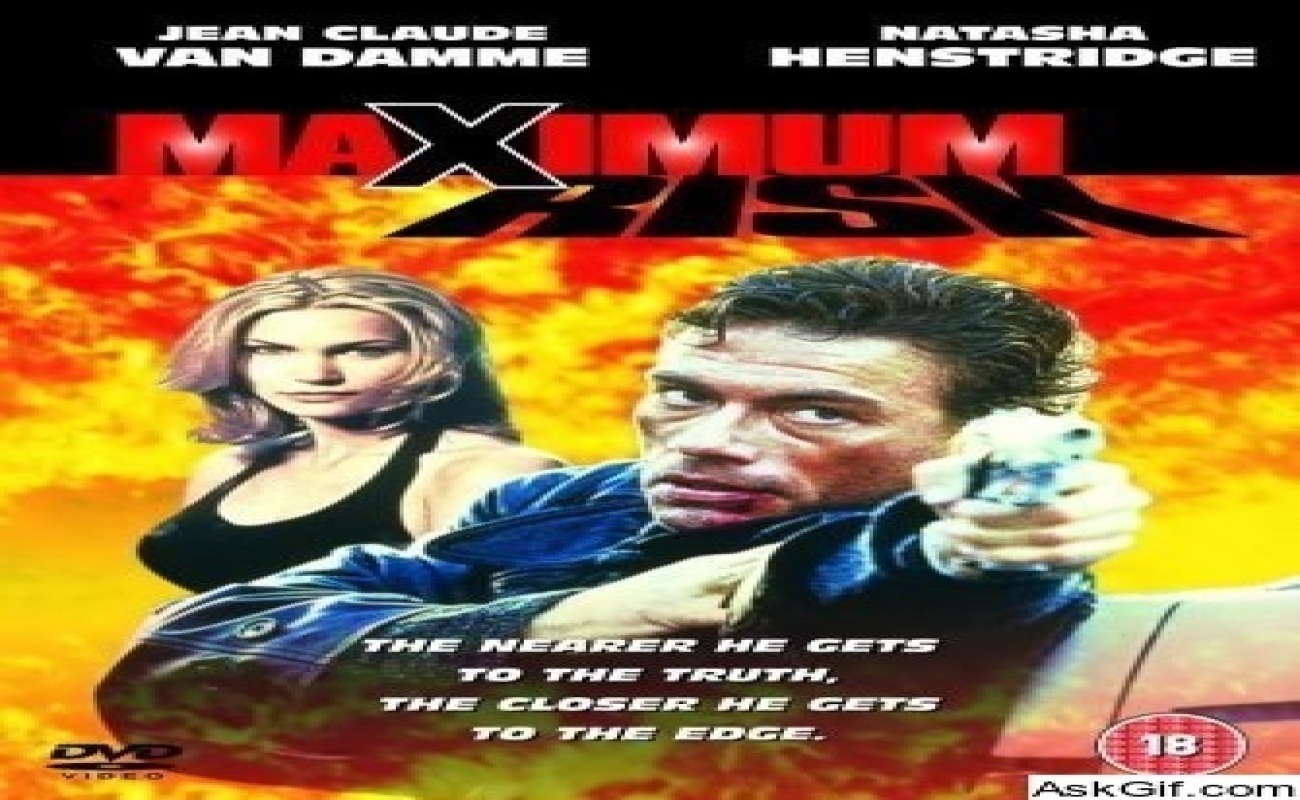 JEAN CLAUDE
VAN DAMME
NATASHA
HENSTRIDGE
MAXIMUM
RISK
THE NEARER HE GETS
TO THE TRUTH,
THE CLOSER HE GETS
TO THE EDGE.
DVD
VIDEO
18
AskGif.com